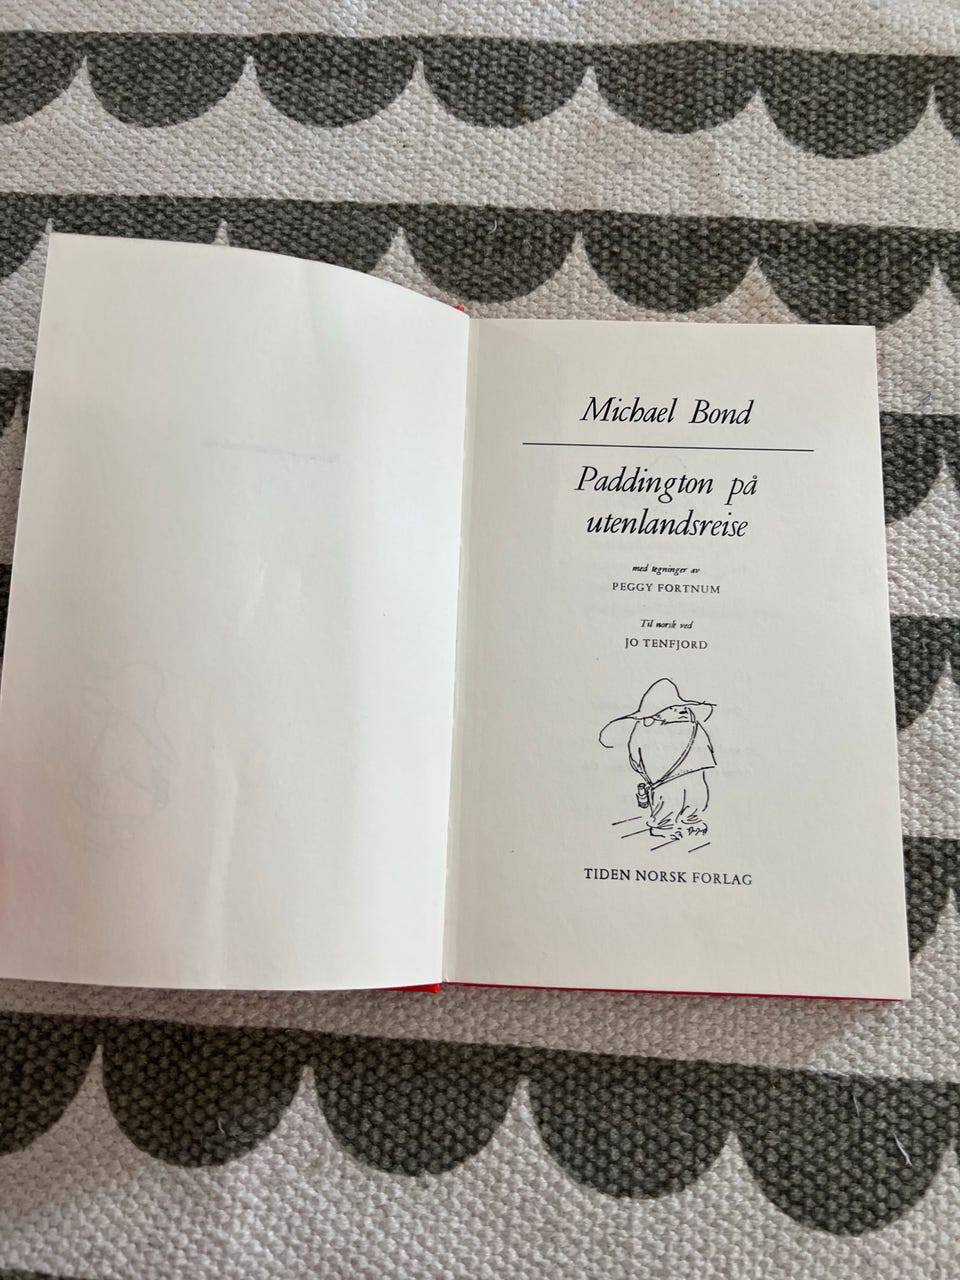 Michael Bond
Paddington på
utenlandsreise
med tegninger av
PEGGY FORTNUM
Til norsk ved
JO TENFJORD
TIDEN NORSK FORLAG